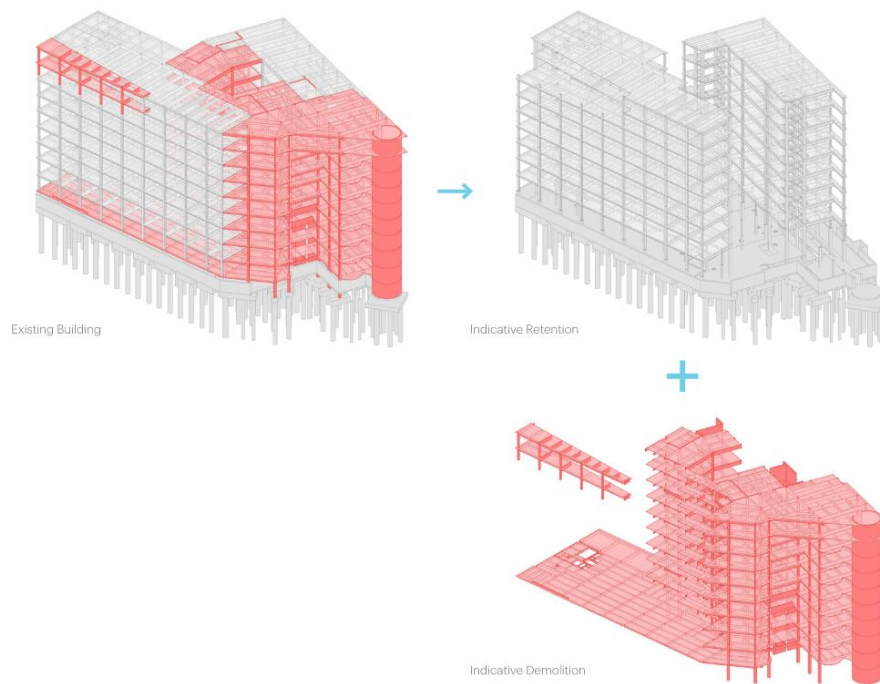 Existing Building
Indicative Retention
Indicative Demolition